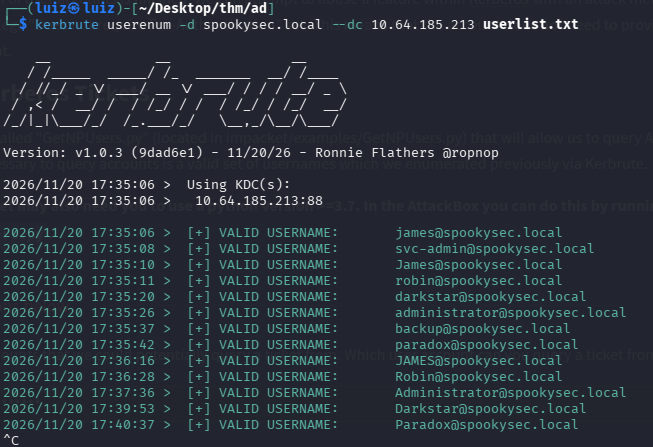 ┌──(luiz㉿luiz)-[~/Desktop/thm/ad]
└─$ kerbrute userenum -d spookysec.local --dc 10.64.185.213 userlist.txt
Version: v1.0.3 (9dad6e1) - 11/20/26 - Ronnie Flathers @ropnop
2026/11/20 17:35:06 >  Using KDC(s):
2026/11/20 17:35:06 >   10.64.185.213:88
2026/11/20 17:35:06 >  [+] VALID USERNAME:       james@spookysec.local
2026/11/20 17:35:08 >  [+] VALID USERNAME:       svc-admin@spookysec.local
2026/11/20 17:35:10 >  [+] VALID USERNAME:       James@spookysec.local
2026/11/20 17:35:11 >  [+] VALID USERNAME:       robin@spookysec.local
2026/11/20 17:35:20 >  [+] VALID USERNAME:       darkstar@spookysec.local
2026/11/20 17:35:26 >  [+] VALID USERNAME:       administrator@spookysec.local
2026/11/20 17:35:37 >  [+] VALID USERNAME:       backup@spookysec.local
2026/11/20 17:35:42 >  [+] VALID USERNAME:       paradox@spookysec.local
2026/11/20 17:36:16 >  [+] VALID USERNAME:       JAMES@spookysec.local
2026/11/20 17:36:28 >  [+] VALID USERNAME:       Robin@spookysec.local
2026/11/20 17:37:36 >  [+] VALID USERNAME:       Administrator@spookysec.local
2026/11/20 17:39:53 >  [+] VALID USERNAME:       Darkstar@spookysec.local
2026/11/20 17:40:37 >  [+] VALID USERNAME:       Paradox@spookysec.local
^C